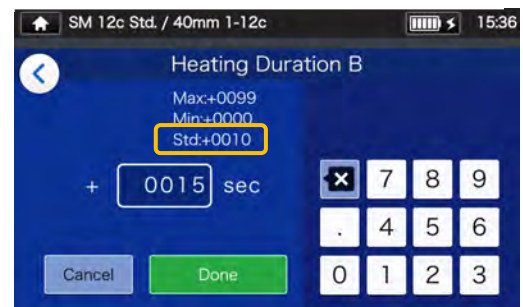 SM 12c Std. / 40mm 1-12c 15:36
Heating Duration B
Max:+0099
Min:+0000
Std:+0010
+ 0015 sec
7 8 9
. 4 5 6
0 1 2 3
Cancel Done